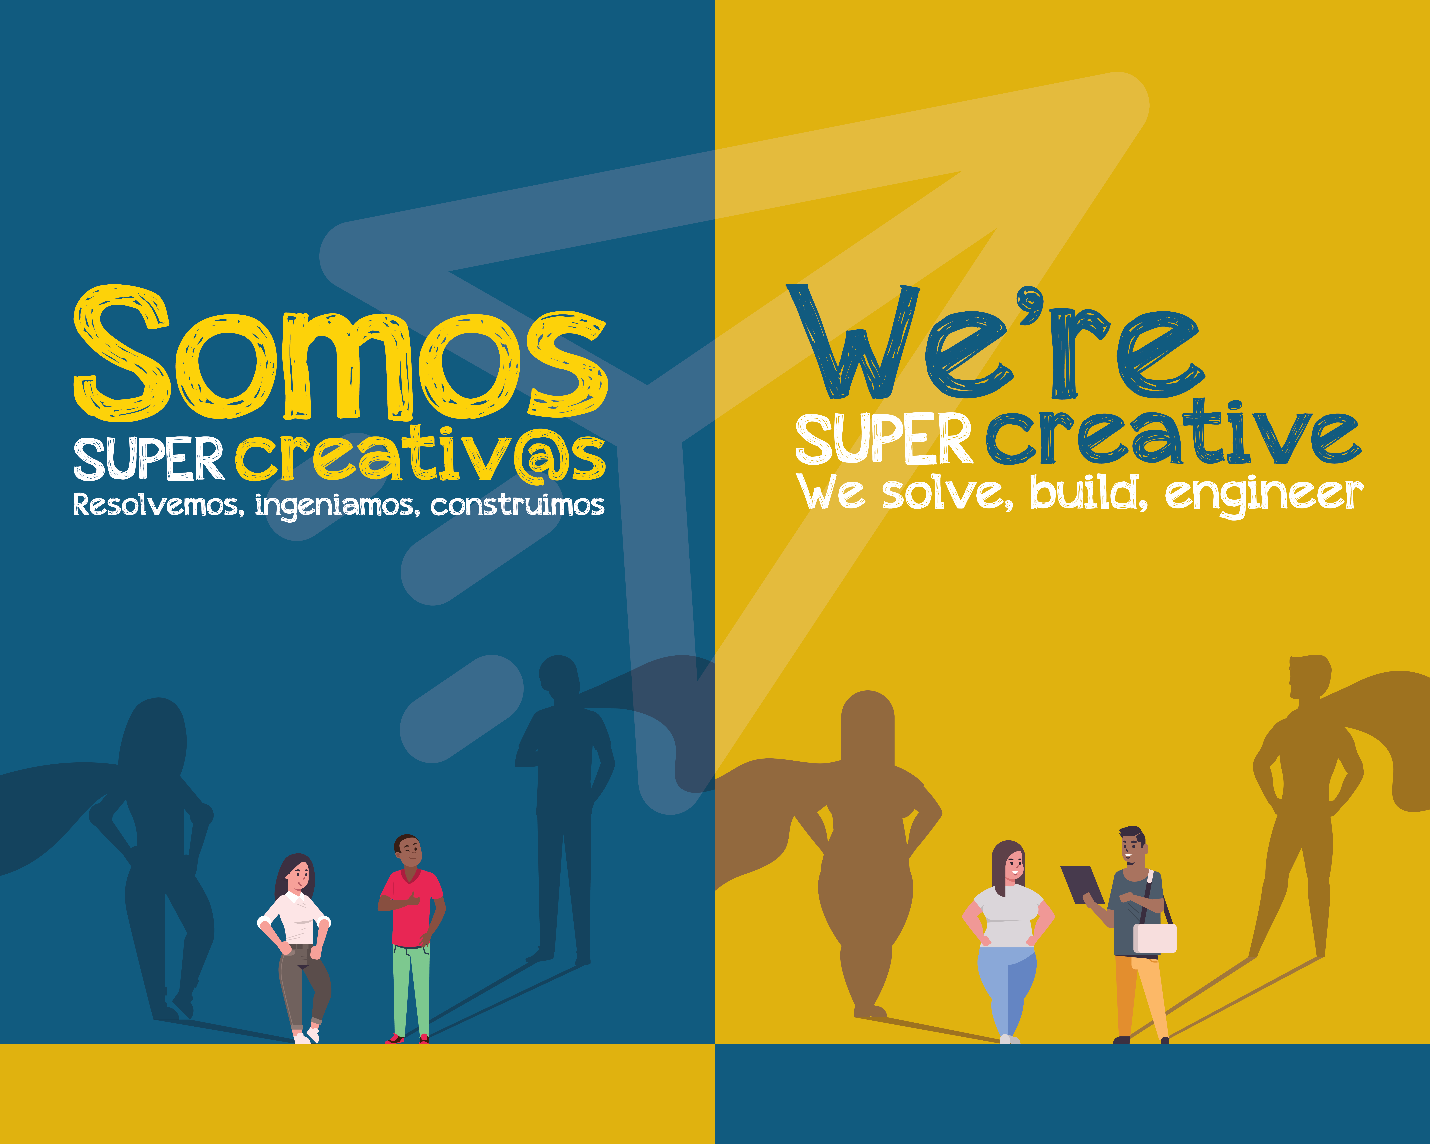 Somos
SUPER creativ@s
Resolvemos, ingeniamos, construimos
We're
SUPER creative
We solve, build, engineer